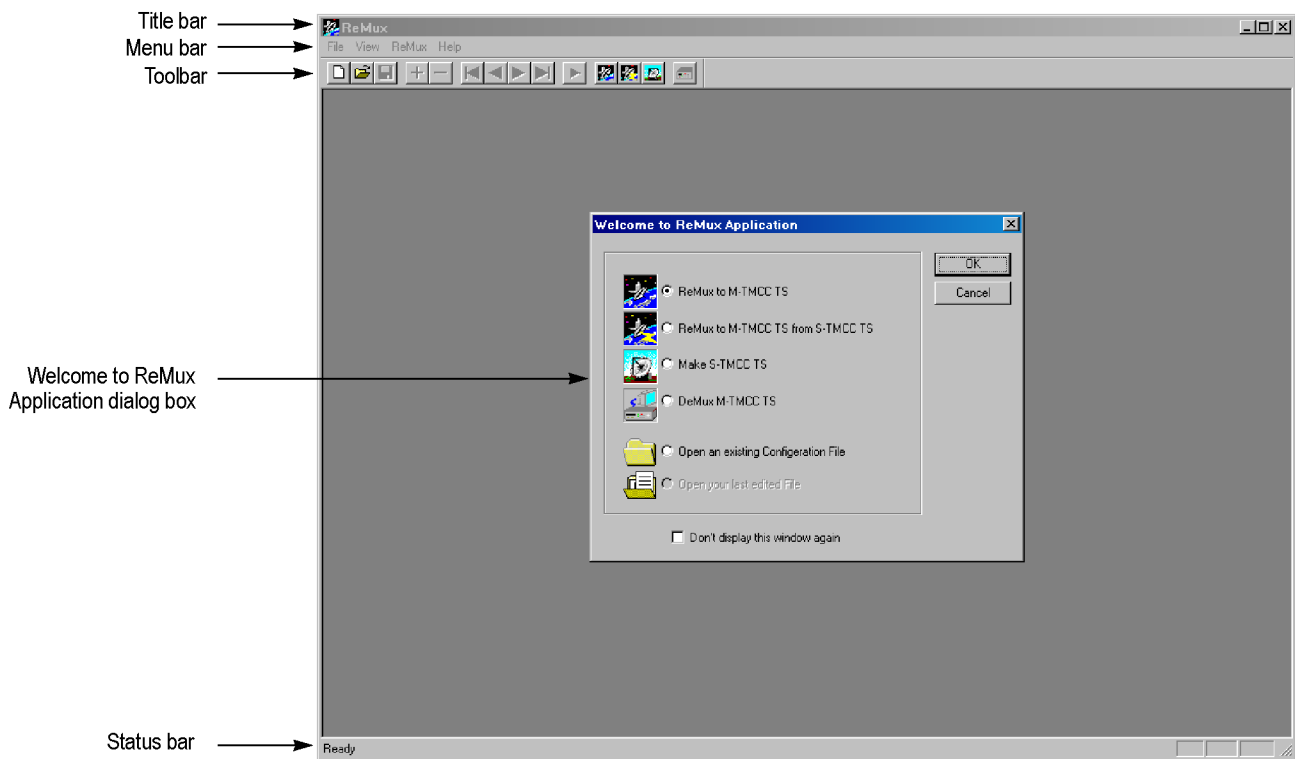 Title bar
ReMux
Menu bar
File View ReMux Help
Toolbar
Welcome to ReMux Application
OK
Cancel
ReMux to M-TMCC TS
ReMux to M-TMCC TS from S-TMCC TS
Make S-TMCC TS
DeMux M-TMCC TS
Open an existing Configeration File
Open your last edited File
Don't display this window again
Welcome to ReMux
Application dialog box
Status bar
Ready